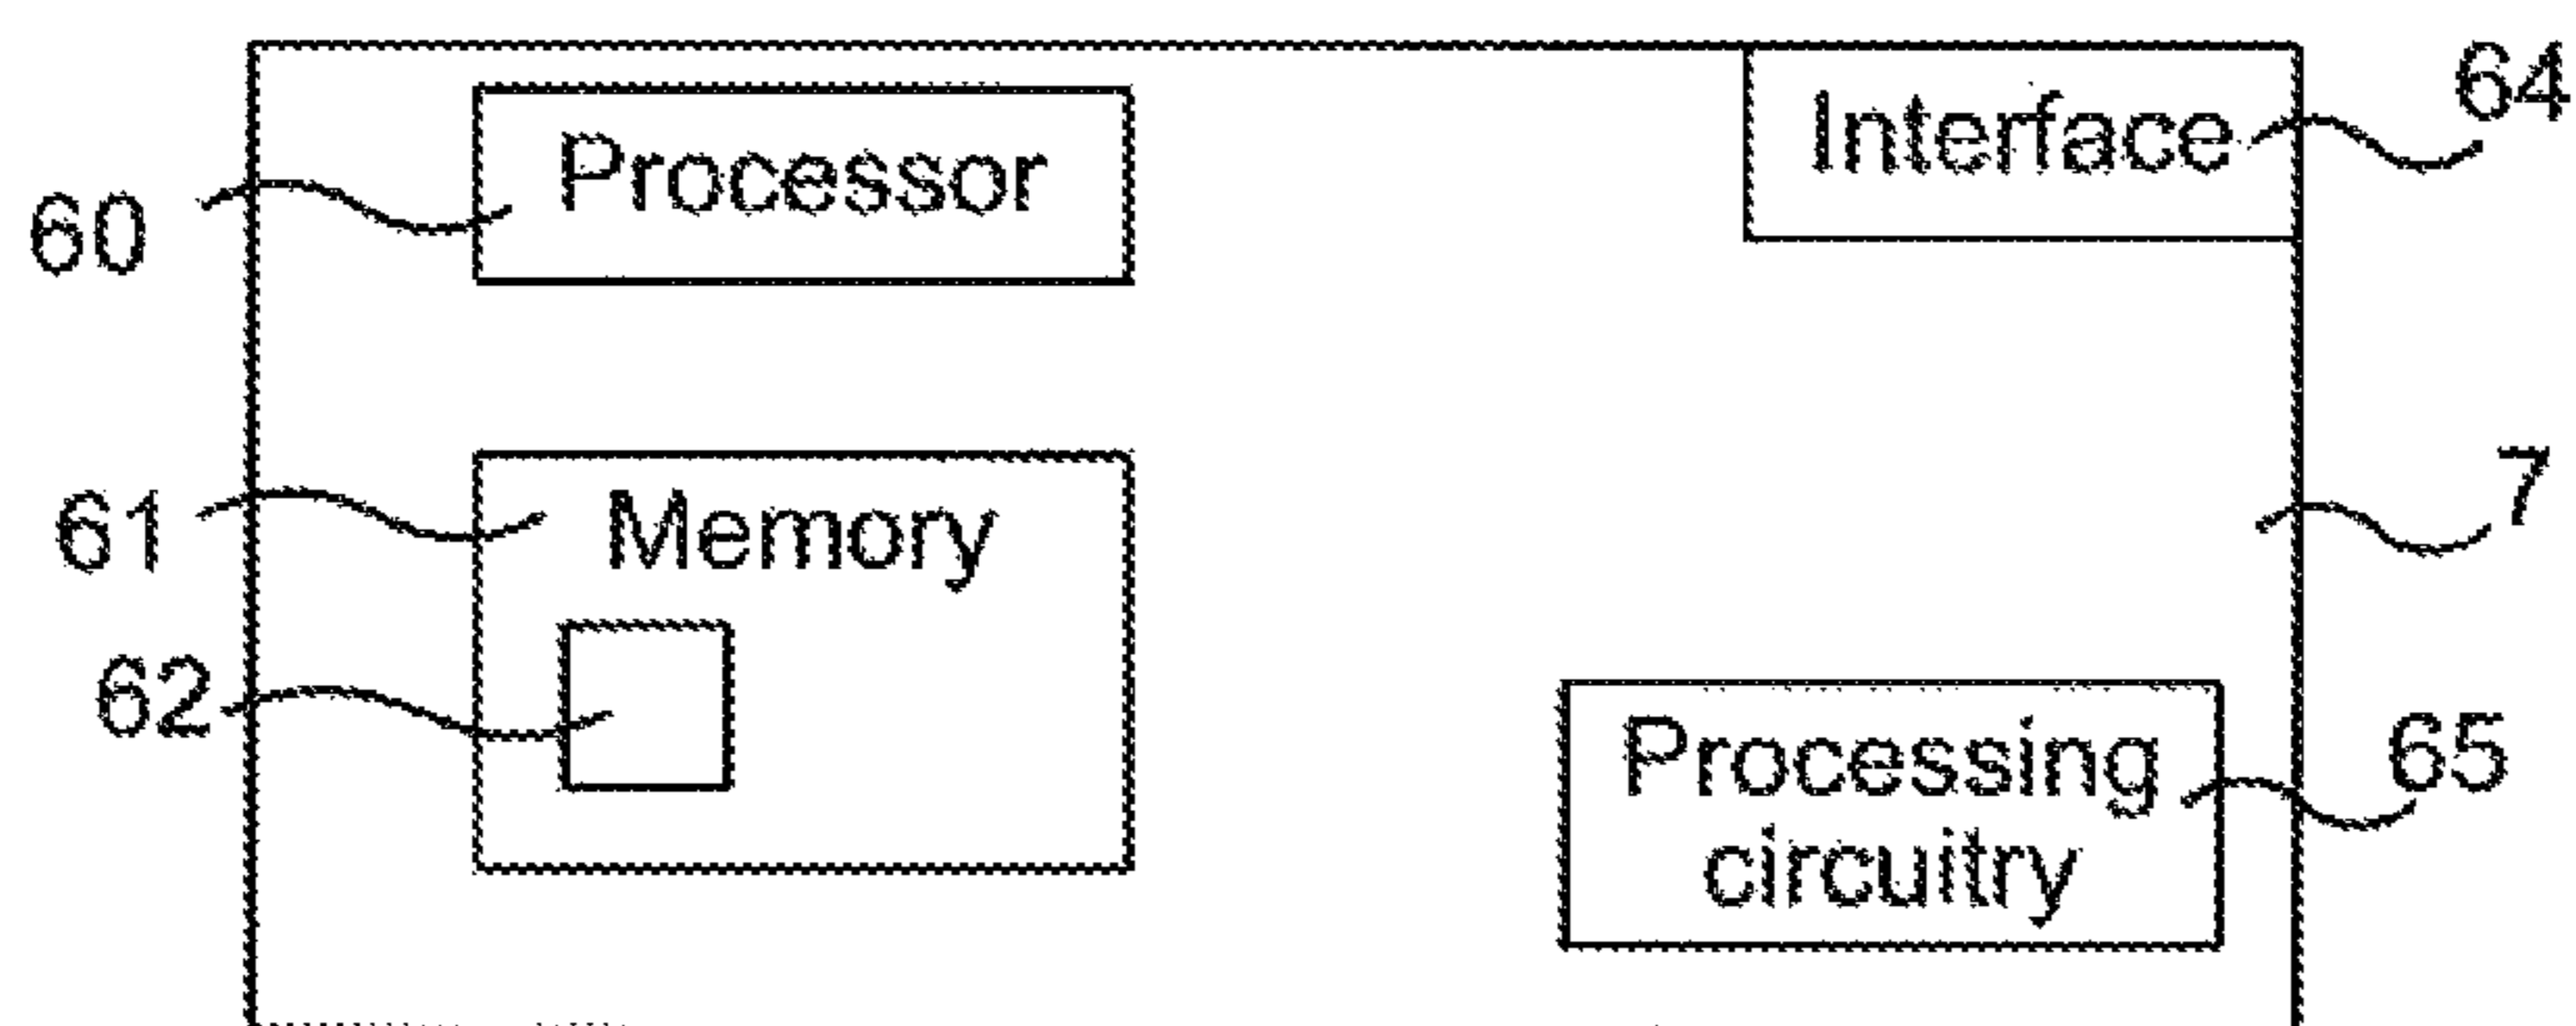 Processor
Interface
64
60
Memory
61
7
62
Processing
circuitry
65